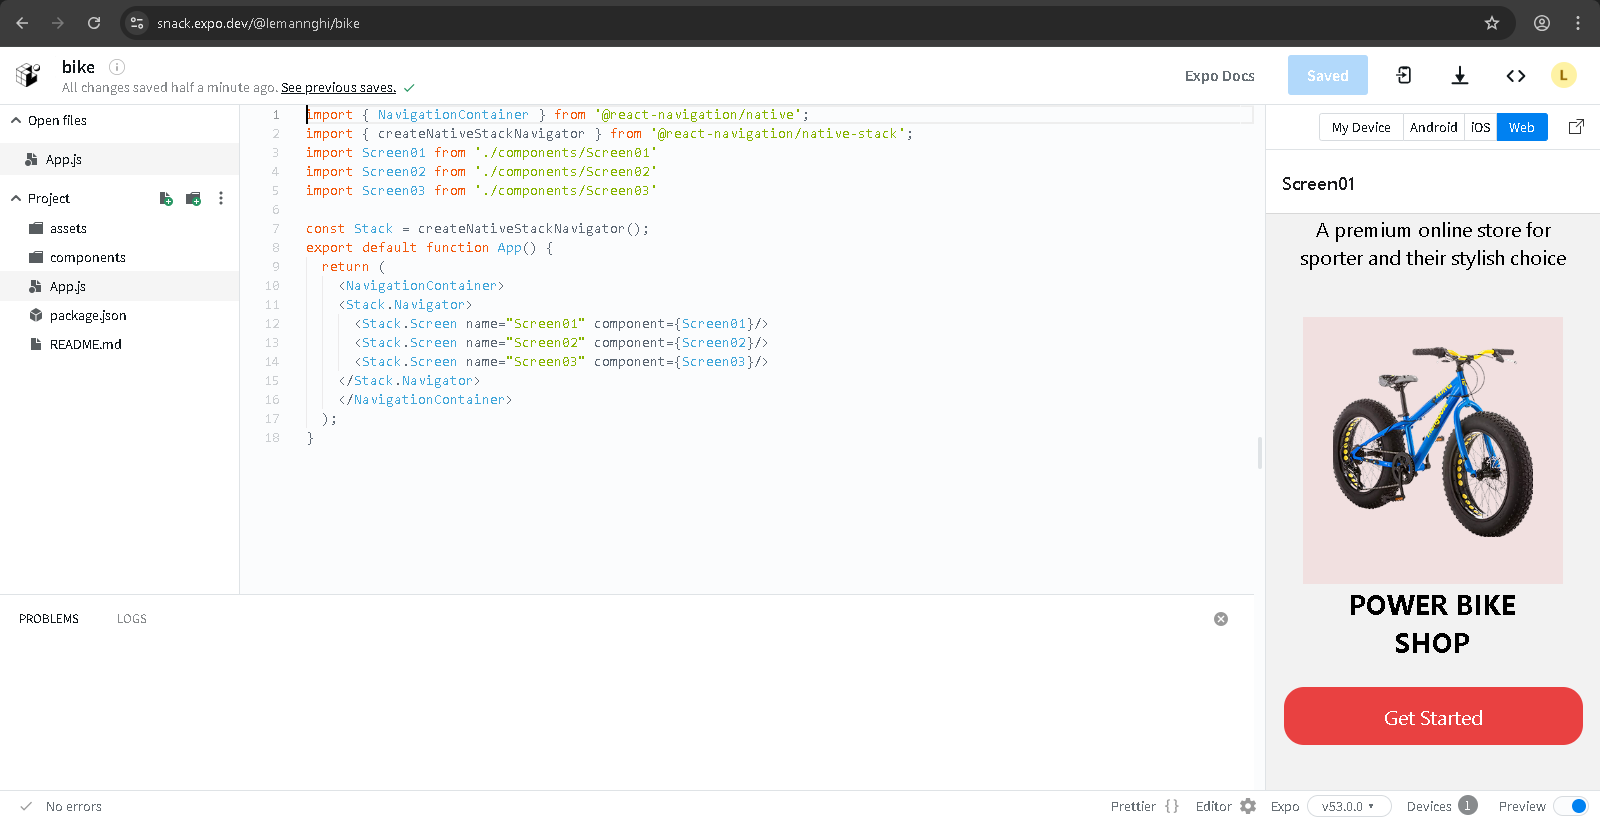 snack.expo.dev/@lemannghi/bike
bike
All changes saved half a minute ago. See previous saves.
Expo Docs
Saved
L
Open files
App.js
Project
assets
components
App.js
package.json
README.md
1 import { NavigationContainer } from '@react-navigation/native';
2 import { createNativeStackNavigator } from '@react-navigation/native-stack';
3 import Screen01 from './components/Screen01'
4 import Screen02 from './components/Screen02'
5 import Screen03 from './components/Screen03'
6
7 const Stack = createNativeStackNavigator();
8 export default function App() {
9 return (
10 <NavigationContainer>
11 <Stack.Navigator>
12 <Stack.Screen name="Screen01" component={Screen01}/>
13 <Stack.Screen name="Screen02" component={Screen02}/>
14 <Stack.Screen name="Screen03" component={Screen03}/>
15 </Stack.Navigator>
16 </NavigationContainer>
17 );
18 }
My Device Android iOS Web
Screen01
A premium online store for
sporter and their stylish choice
POWER BIKE
SHOP
Get Started
PROBLEMS LOGS
No errors
Prettier {} Editor Expo v53.0.0 Devices 1 Preview